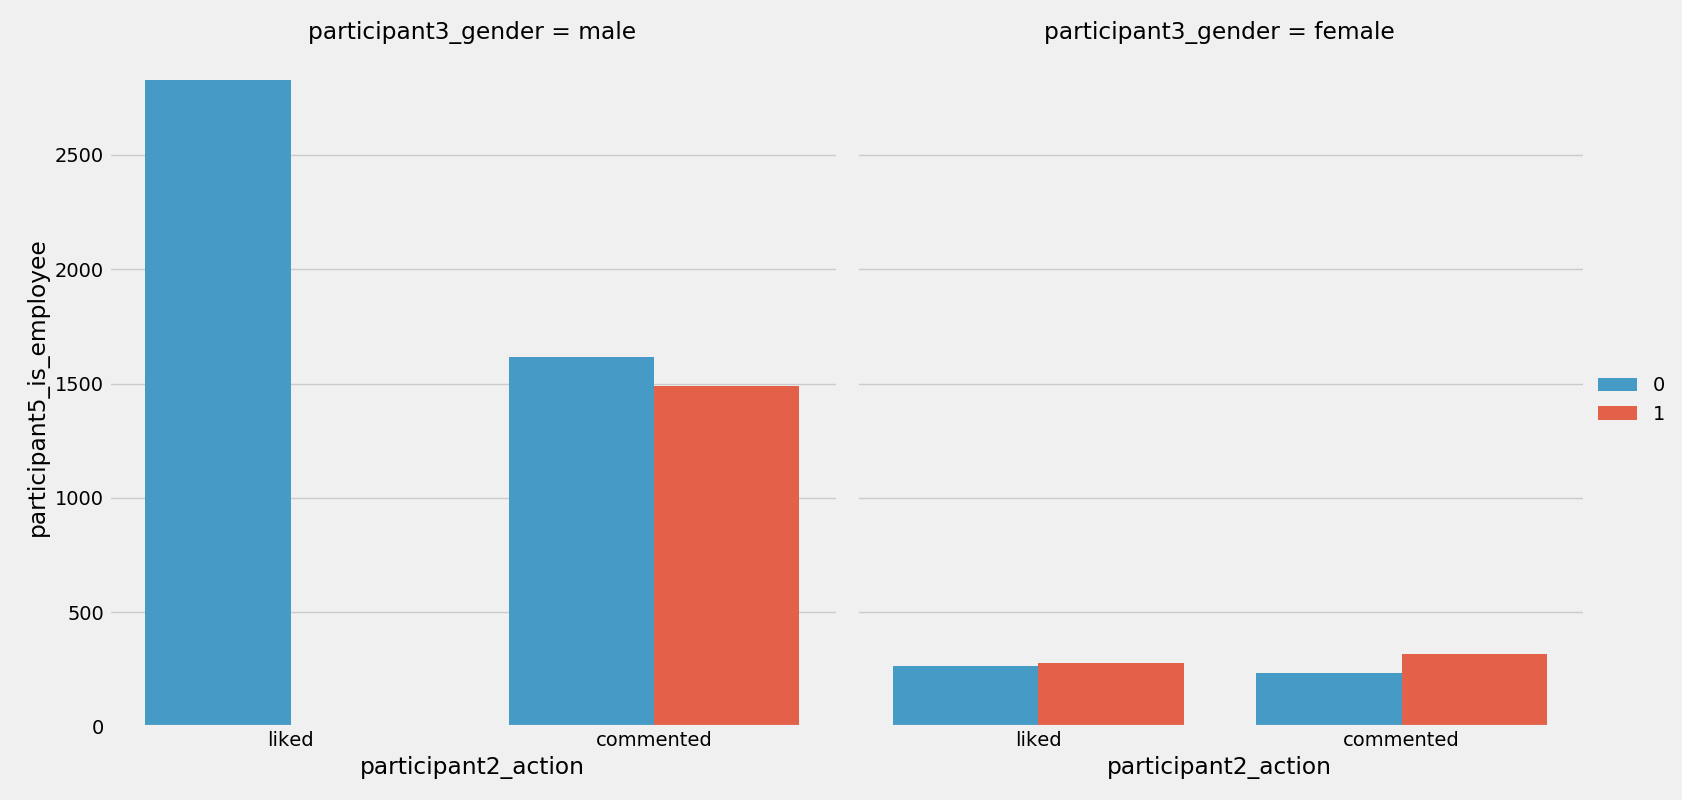 participant3_gender = male
participant3_gender = female
participant5_is_employee
2500
2000
1500
1000
500
0
liked
commented
liked
commented
participant2_action
participant2_action
0
1